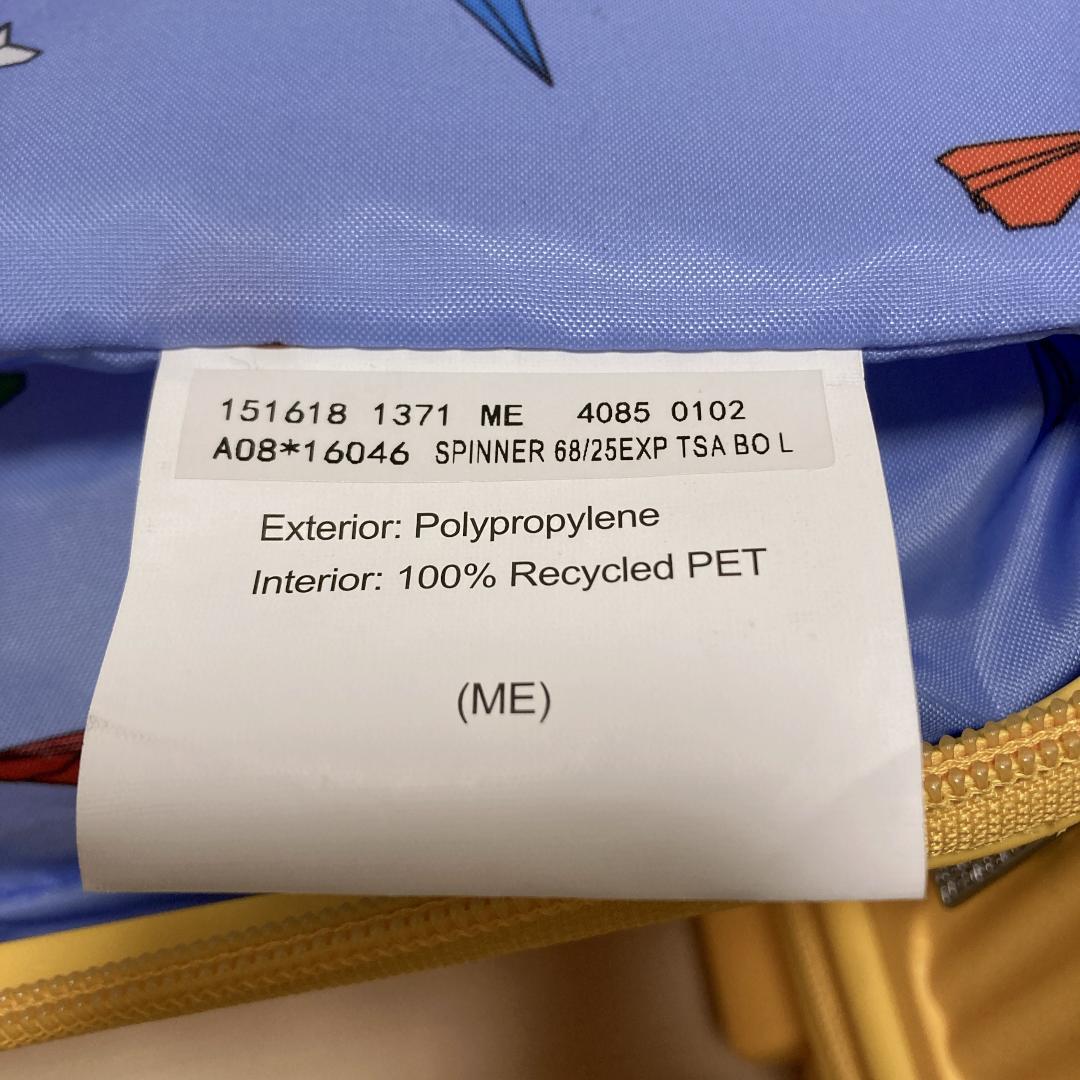 151618 1371 ME 4085 0102
A08*16046 SPINNER 68/25EXP TSA BO L
Exterior: Polypropylene
Interior: 100% Recycled PET
(ME)